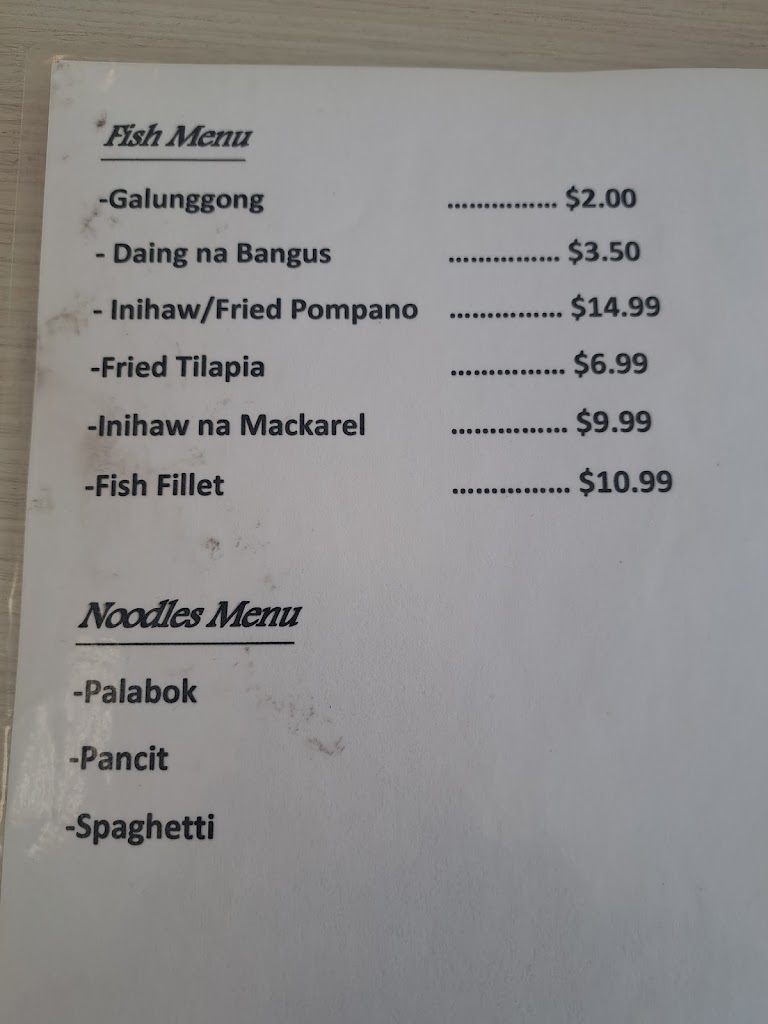 Fish Menu
-Galunggong ............... $2.00
- Daing na Bangus ............... $3.50
- Inihaw/Fried Pompano ............... $14.99
-Fried Tilapia ............... $6.99
-Inihaw na Mackarel ............... $9.99
-Fish Fillet ............... $10.99
Noodles Menu
-Palabok
-Pancit
-Spaghetti